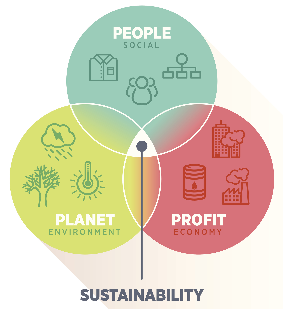 PEOPLE
SOCIAL
PLANET
ENVIRONMENT
PROFIT
ECONOMY
SUSTAINABILITY